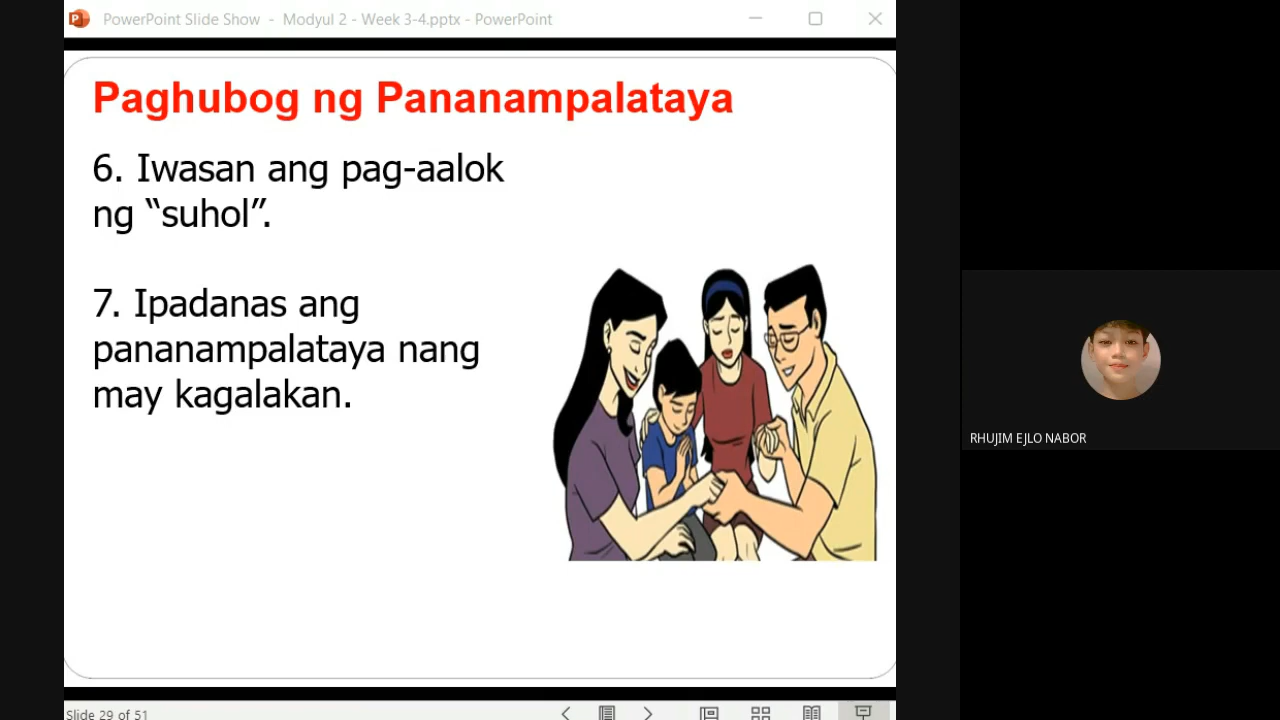 PowerPoint Slide Show - Modyul 2 - Week 3-4.pptx - PowerPoint
Paghubog ng Pananampalataya
6. Iwasan ang pag-aalok
ng “suhol”.
7. Ipadanas ang
pananampalataya nang
may kagalakan.
RHUJIM EJLO NABOR
Slide 29 of 51